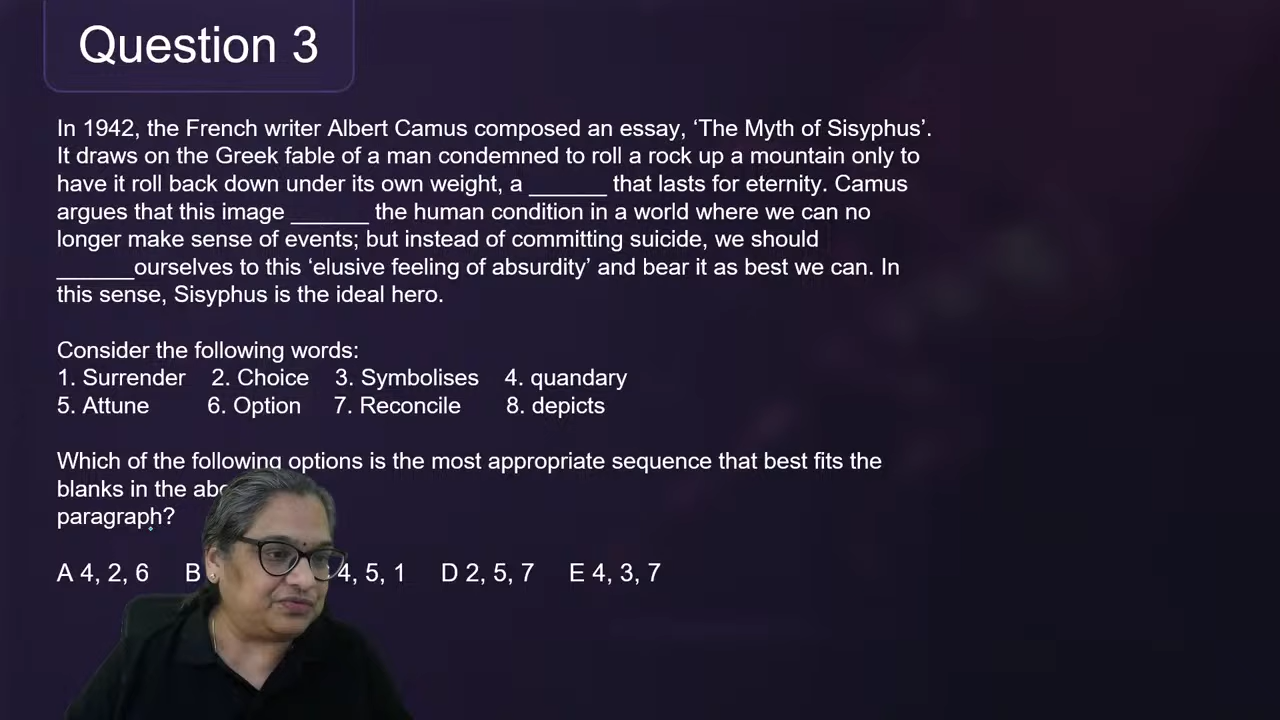 Question 3
In 1942, the French writer Albert Camus composed an essay, ‘The Myth of Sisyphus’.
It draws on the Greek fable of a man condemned to roll a rock up a mountain only to
have it roll back down under its own weight, a ______ that lasts for eternity. Camus
argues that this image ______ the human condition in a world where we can no
longer make sense of events; but instead of committing suicide, we should
______ourselves to this ‘elusive feeling of absurdity’ and bear it as best we can. In
this sense, Sisyphus is the ideal hero.
Consider the following words:
1. Surrender 2. Choice 3. Symbolises 4. quandary
5. Attune 6. Option 7. Reconcile 8. depicts
Which of the following options is the most appropriate sequence that best fits the
blanks in the
paragraph?
A 4, 2, 6 B 4, 5, 1 D 2, 5, 7 E 4, 3, 7